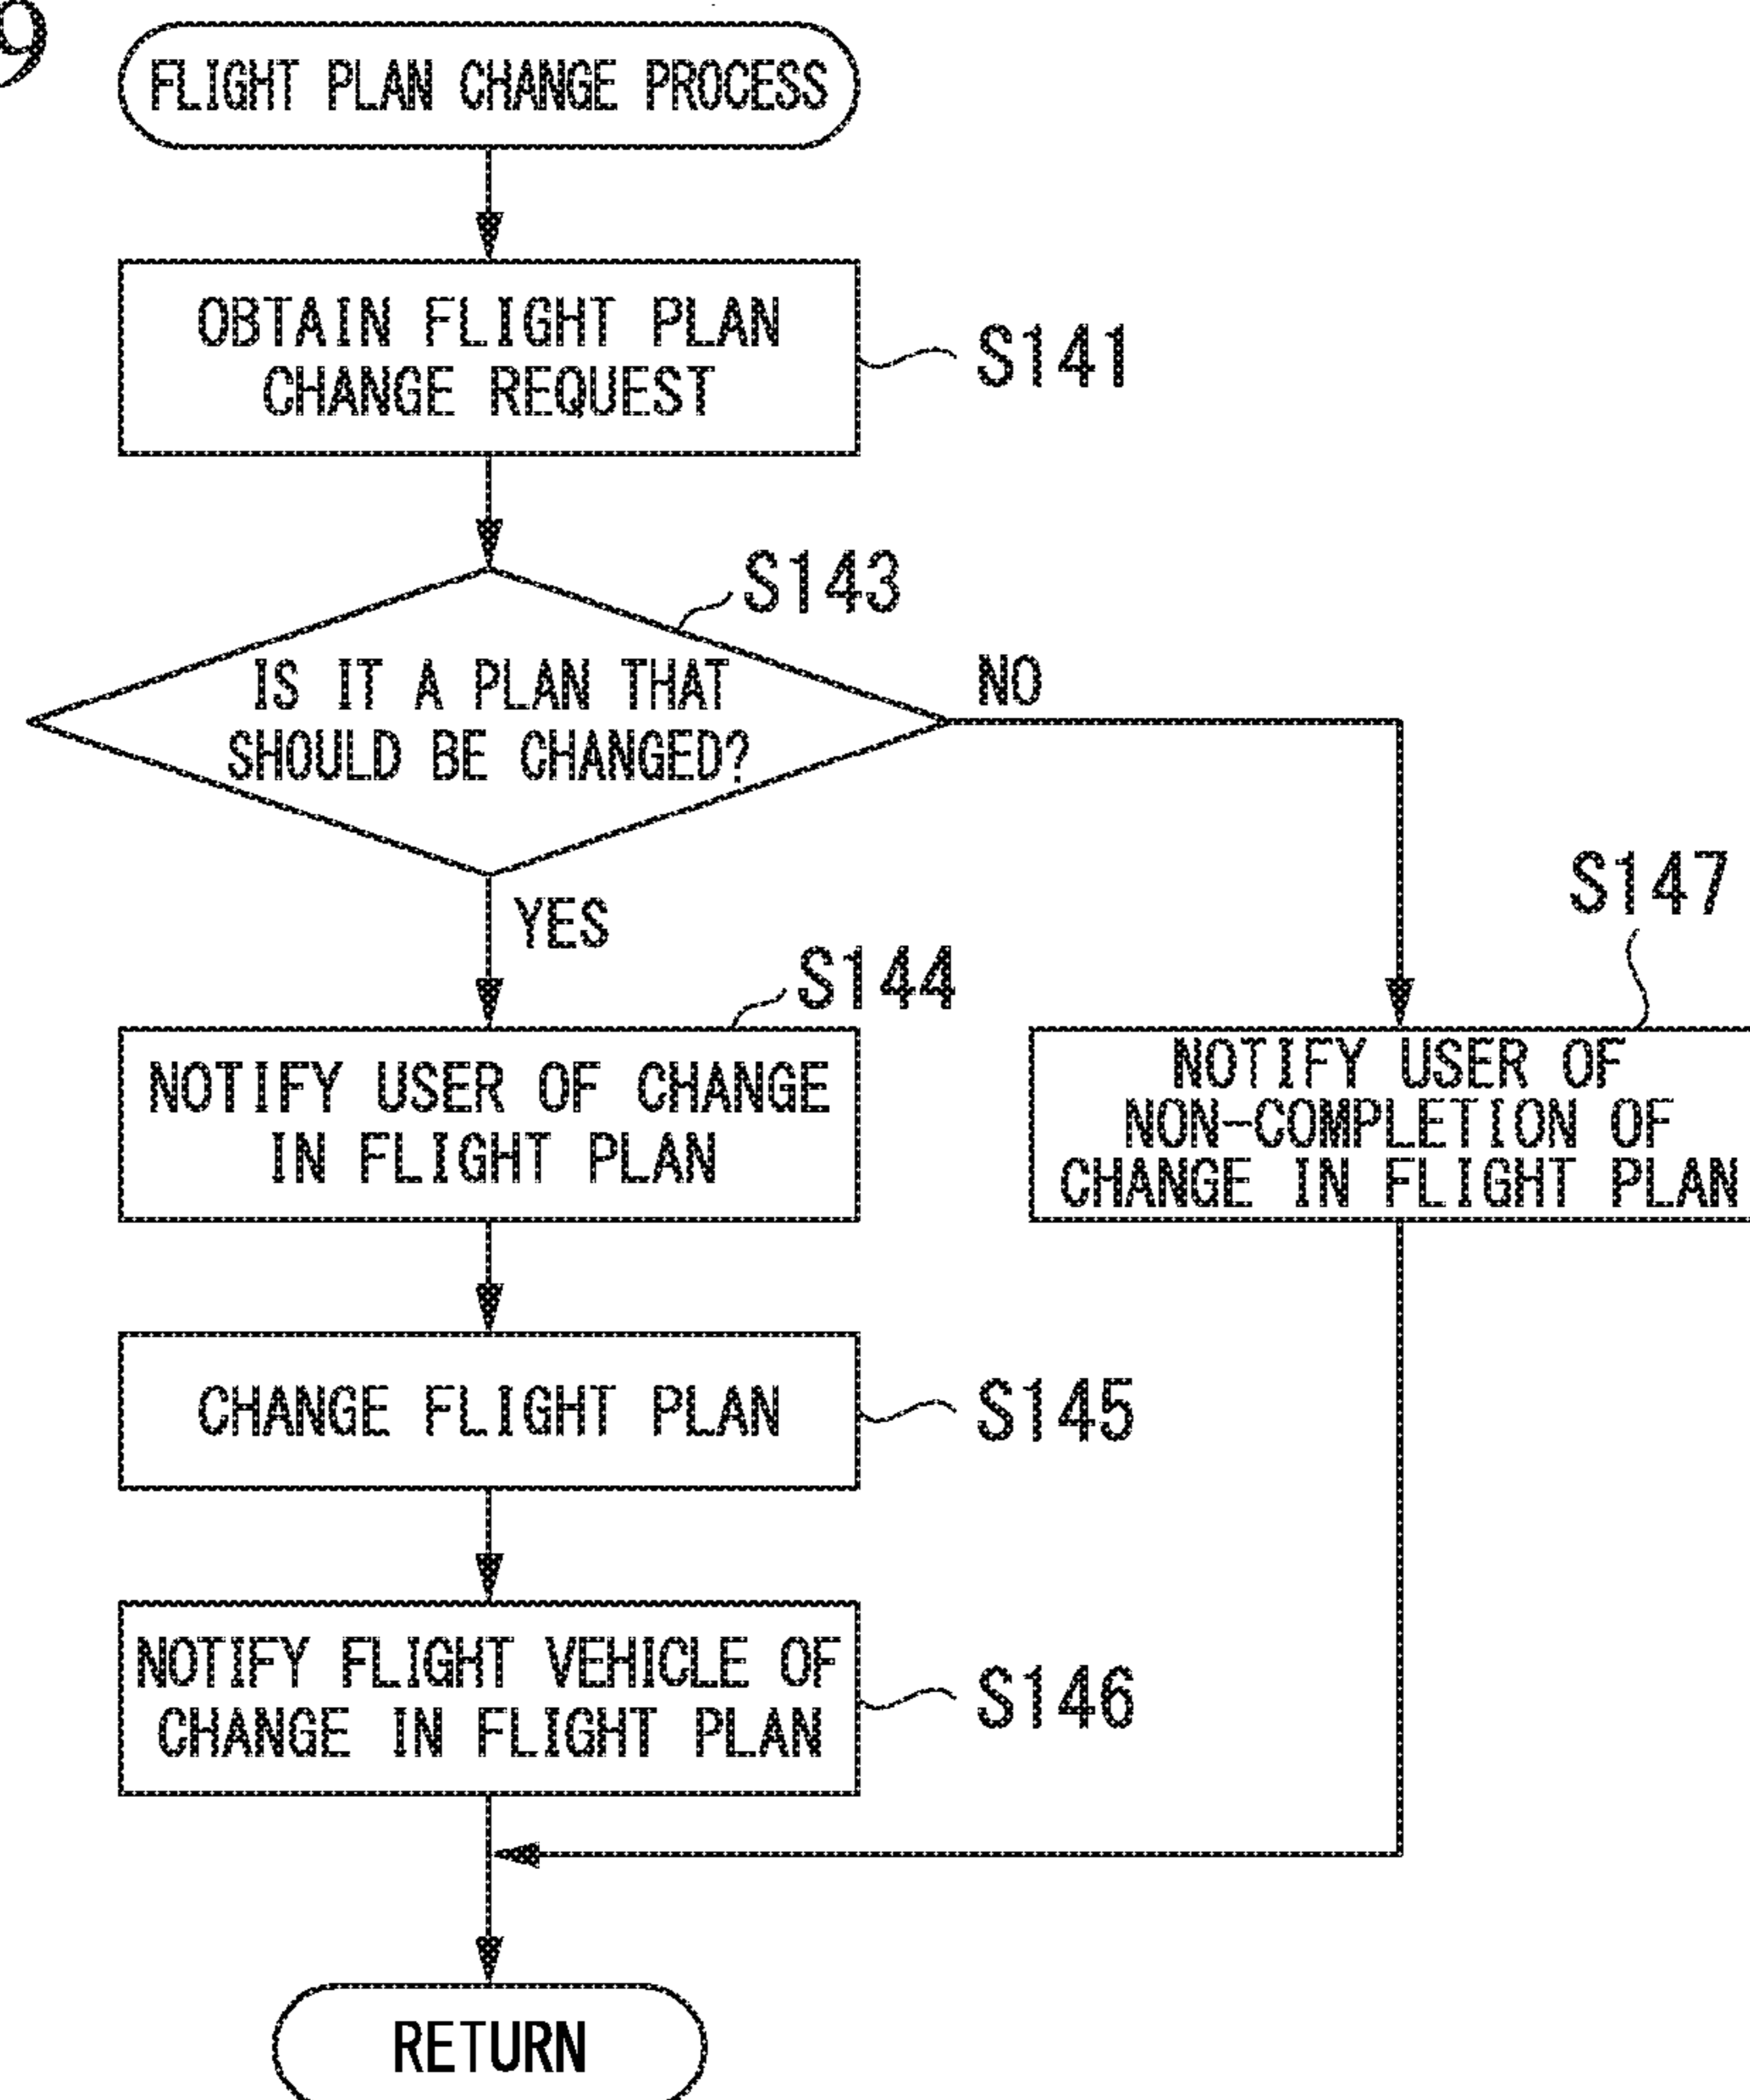 9
FLIGHT PLAN CHANGE PROCESS
OBTAIN FLIGHT PLAN
CHANGE REQUEST
S141
S143
IS IT A PLAN THAT
SHOULD BE CHANGED?
NO
YES
S144
NOTIFY USER OF CHANGE
IN FLIGHT PLAN
S147
NOTIFY USER OF
NON-COMPLETION OF
CHANGE IN FLIGHT PLAN
CHANGE FLIGHT PLAN
S145
NOTIFY FLIGHT VEHICLE OF
CHANGE IN FLIGHT PLAN
S146
RETURN